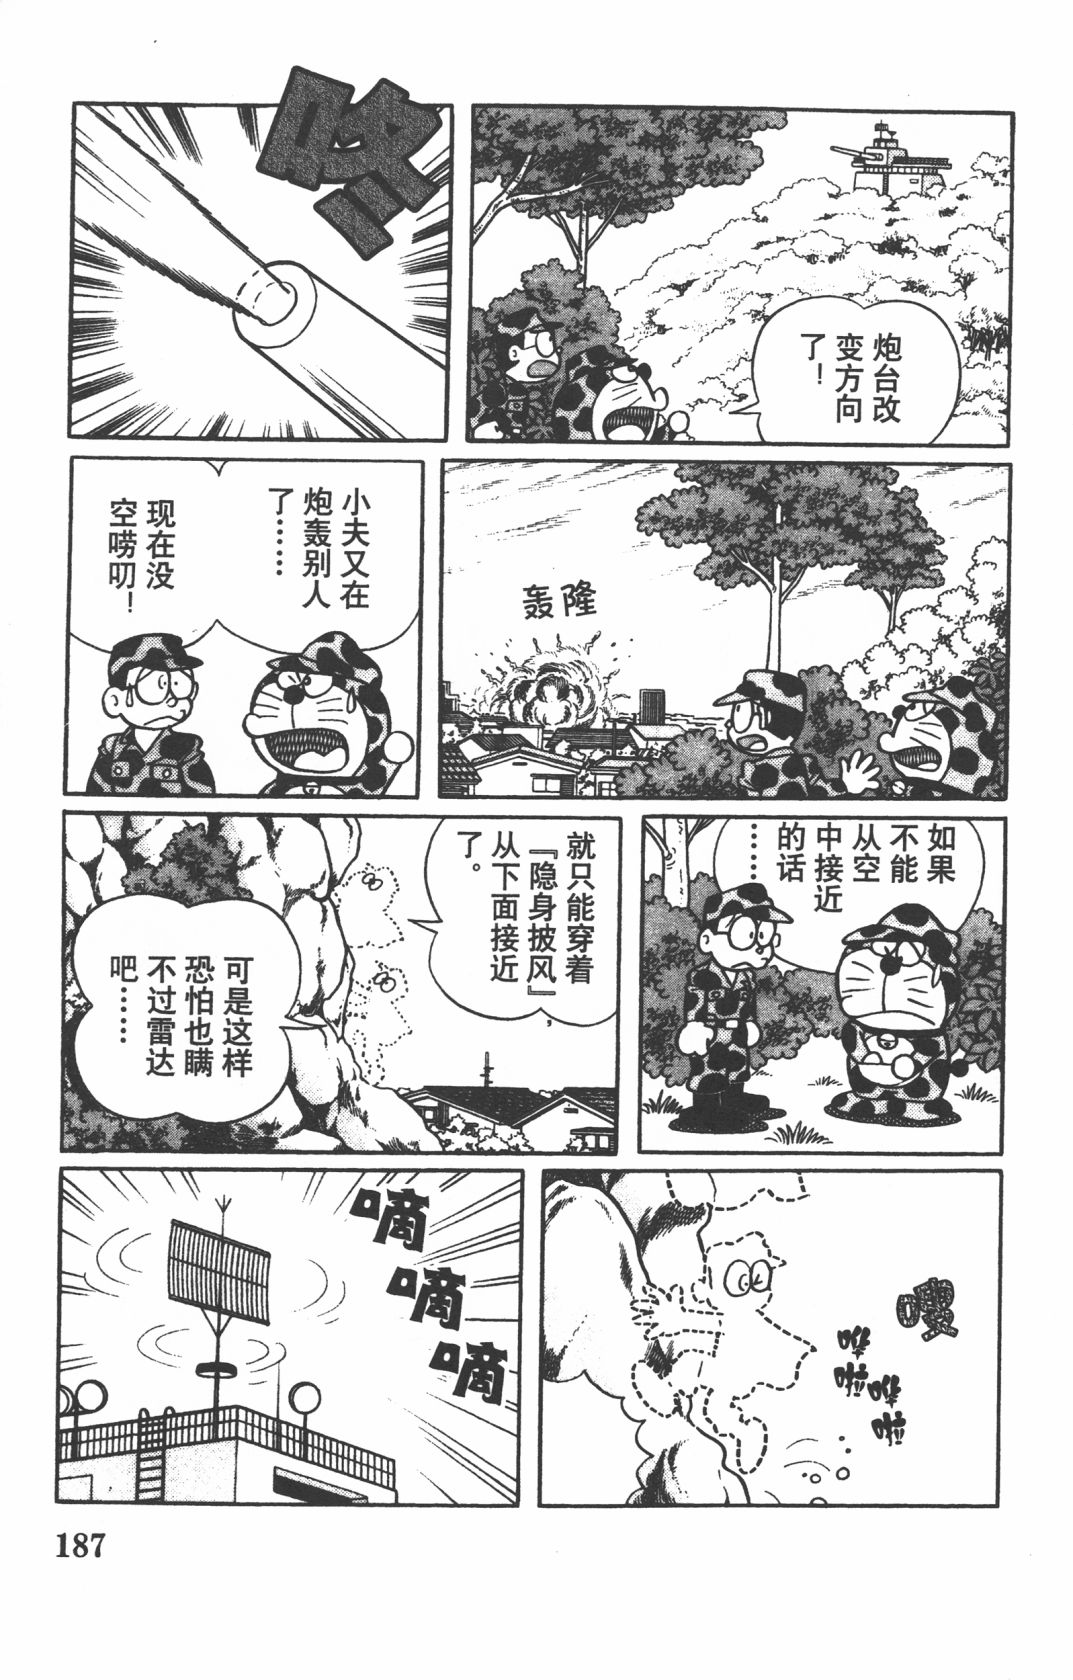 炮台改
变方向
了！
咚
轰隆
小夫又在
炮轰别人
了……
现在没
空唠叨！
如果
不能
从空
中接近
的话
……
就只能穿着
『隐身披风』，
从下面接近
了。
可是这样
恐怕也瞒
不过雷达
吧……
嗖
哗
啦
哗
啦
嘀
嘀
嘀
187